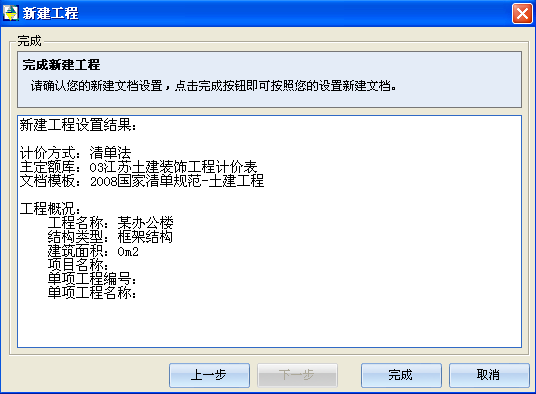 新建工程
完成
完成新建工程
请确认您的新建文档设置，点击完成按钮即可按照您的设置新建文档。
新建工程设置结果：
计价方式：清单法
主定额库：03江苏土建装饰工程计价表
文档模板：2008国家清单规范-土建工程
工程概况：
工程名称：某办公楼
结构类型：框架结构
建筑面积：0m2
项目名称：
单项工程编号：
单项工程名称：
上一步 下一步 完成 取消